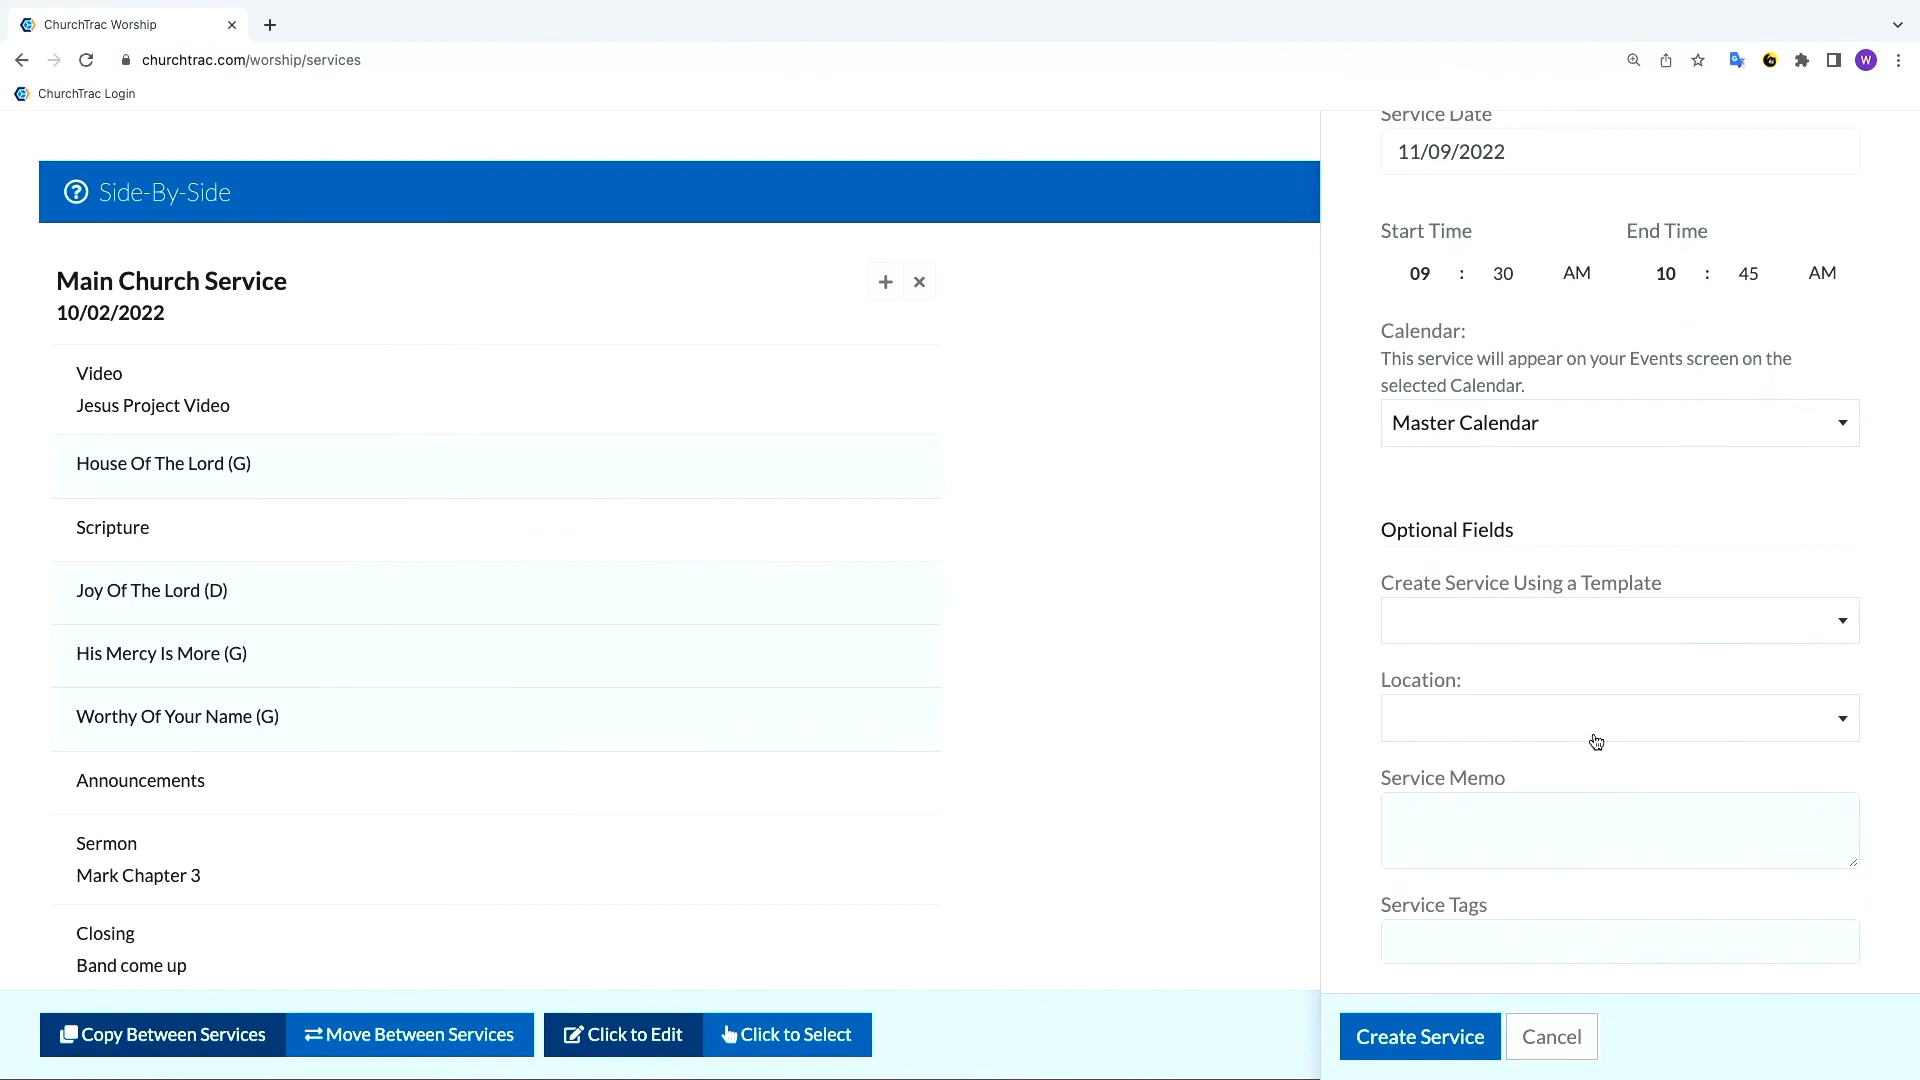 ChurchTrac Worship
churchtrac.com/worship/services
W
ChurchTrac Login
Side-By-Side
Main Church Service
10/02/2022
Video
Jesus Project Video
House Of The Lord (G)
Scripture
Joy Of The Lord (D)
His Mercy Is More (G)
Worthy Of Your Name (G)
Announcements
Sermon
Mark Chapter 3
Closing
Band come up
Copy Between Services
Move Between Services
Click to Edit
Click to Select
Service Date
11/09/2022
Start Time End Time
09 : 30 AM 10 : 45 AM
Calendar:
This service will appear on your Events screen on the
selected Calendar.
Master Calendar
Optional Fields
Create Service Using a Template
Location:
Service Memo
Service Tags
Create Service
Cancel